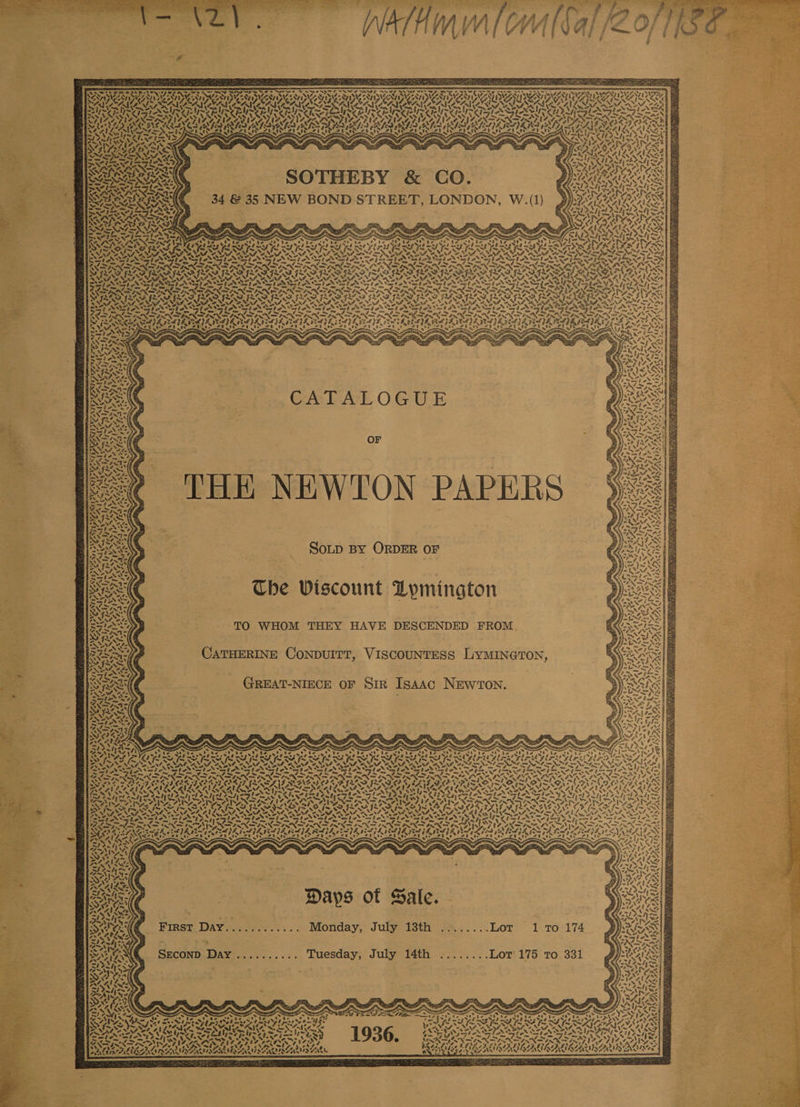 1- 121.
WA/HMM/CM/Sal/20/1158
SOTHEBY & CO.
34 & 35 NEW BOND STREET, LONDON, W.(1)
CATALOGUE
OF
THE NEWTON PAPERS
SOLD BY ORDER OF
The Viscount Lymington
TO WHOM THEY HAVE DESCENDED FROM
CATHERINE CONDUITT, VISCOUNTESS LYMINGTON,
GREAT-NIECE OF SIR ISAAC NEWTON.
Days of Sale.
FIRST DAY............ Monday, July 13th ........LOT 1 TO 174
SECOND DAY .......... Tuesday, July 14th ........LOT 175 TO 331
1936.